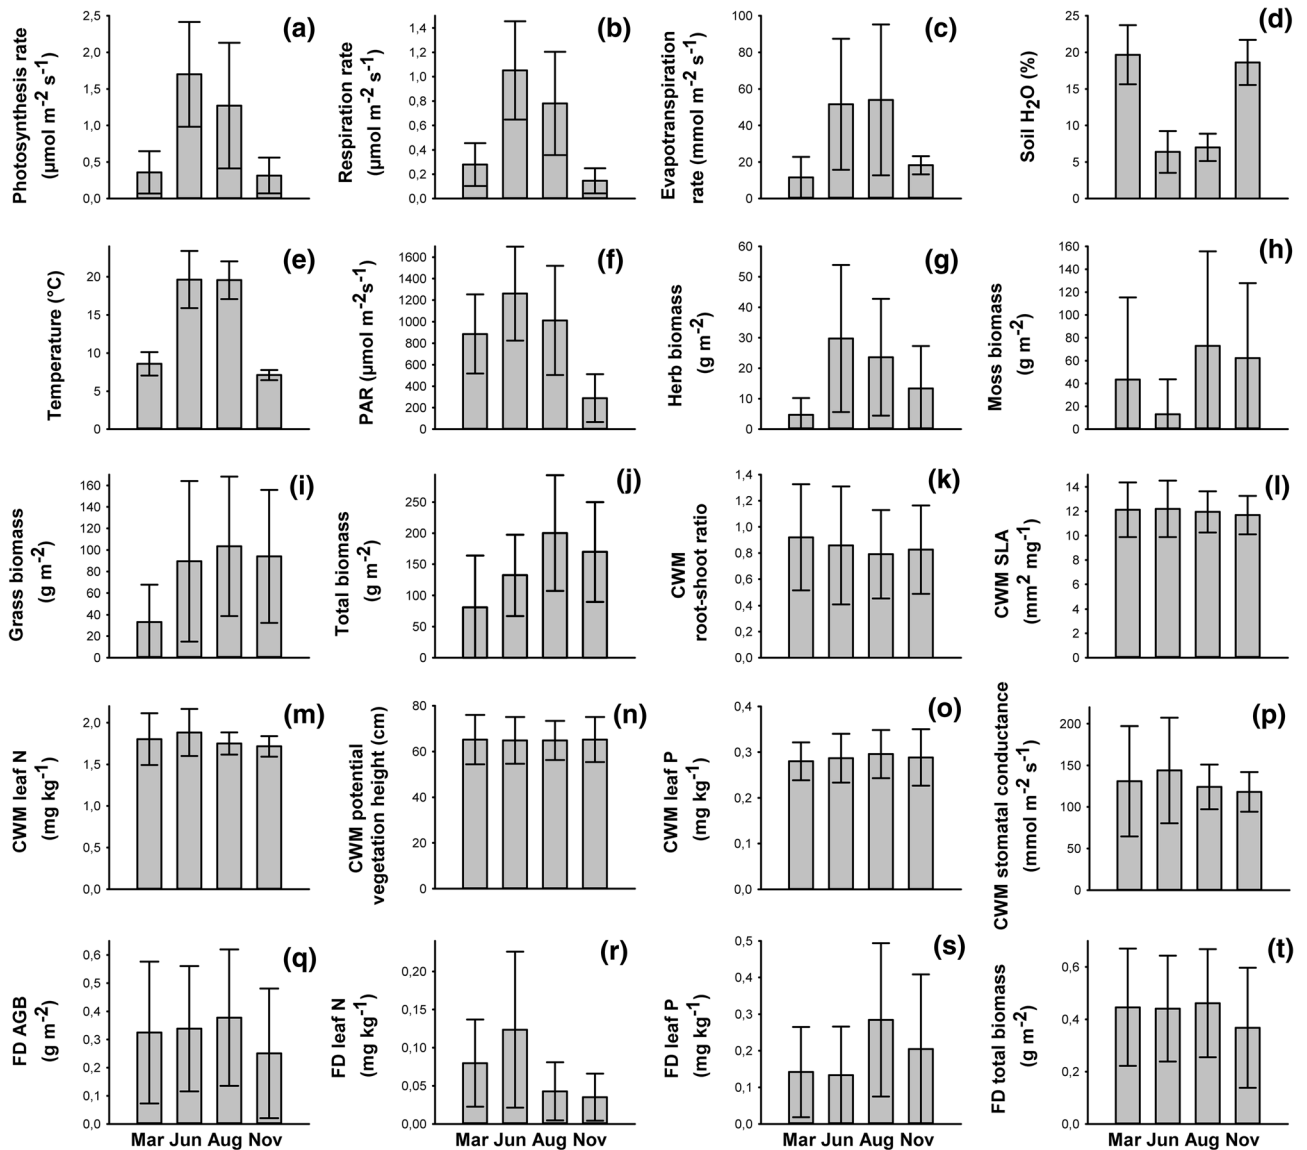 (a)
Photosynthesis rate
(µmol m-2 s-1)
2,5
2,0
1,5
1,0
0,5
0,0
(b)
Respiration rate
(µmol m-2 s-1)
1,4
1,2
1,0
0,8
0,6
0,4
0,2
0,0
(c)
Evapotranspiration
rate (mmol m-2 s-1)
100
80
60
40
20
0
(d)
Soil H2O (%)
25
20
15
10
5
0
(e)
Temperature (°C)
20
15
10
5
0
(f)
PAR (µmol m-2s-1)
1600
1400
1200
1000
800
600
400
200
0
(g)
Herb biomass
(g m-2)
60
50
40
30
20
10
0
(h)
Moss biomass
(g m-2)
160
140
120
100
80
60
40
20
0
(i)
Grass biomass
(g m-2)
160
140
120
100
80
60
40
20
0
(j)
Total biomass
(g m-2)
250
200
150
100
50
0
(k)
CWM
root-shoot ratio
1,4
1,2
1,0
0,8
0,6
0,4
0,2
0,0
(l)
CWM SLA
(mm2 mg-1)
14
12
10
8
6
4
2
0
(m)
CWM leaf N
(mg kg-1)
2,0
1,5
1,0
0,5
0,0
(n)
CWM potential
vegetation height (cm)
80
60
40
20
0
(o)
CWM leaf P
(mg kg-1)
0,4
0,3
0,2
0,1
0,0
(p)
CWM stomatal conductance
(mmol m-2 s-1)
200
150
100
50
0
(q)
FD AGB
(g m-2)
0,6
0,5
0,4
0,3
0,2
0,1
0,0
Mar Jun Aug Nov
(r)
FD leaf N
(mg kg-1)
0,20
0,15
0,10
0,05
0,00
Mar Jun Aug Nov
(s)
FD leaf P
(mg kg-1)
0,5
0,4
0,3
0,2
0,1
0,0
Mar Jun Aug Nov
(t)
FD total biomass
(g m-2)
0,6
0,4
0,2
0,0
Mar Jun Aug Nov